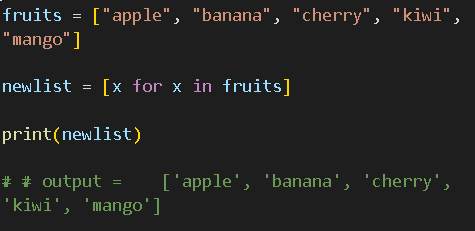 fruits = ["apple", "banana", "cherry", "kiwi",
"mango"]
newlist = [x for x in fruits]
print(newlist)
# # output =    ['apple', 'banana', 'cherry',
'kiwi', 'mango']